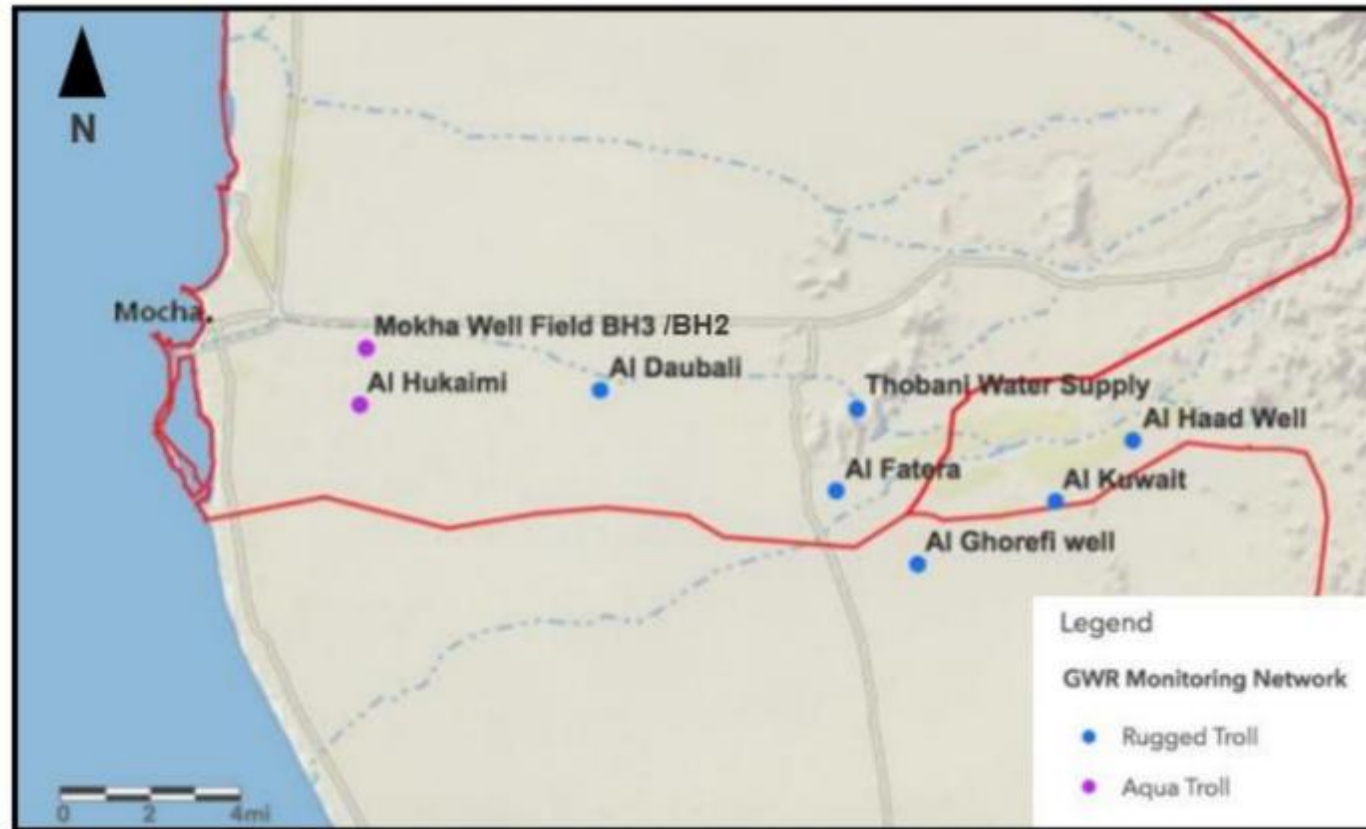 N
Mocha.
Mokha Well Field BH3 /BH2
Al Daubali
Al Hukaimi
Thobani Water Supply
Al Haad Well
Al Fatera
Al Kuwait
Al Ghorefi well
Legend
GWR Monitoring Network
Rugged Troll
Aqua Troll
0 2 4mi